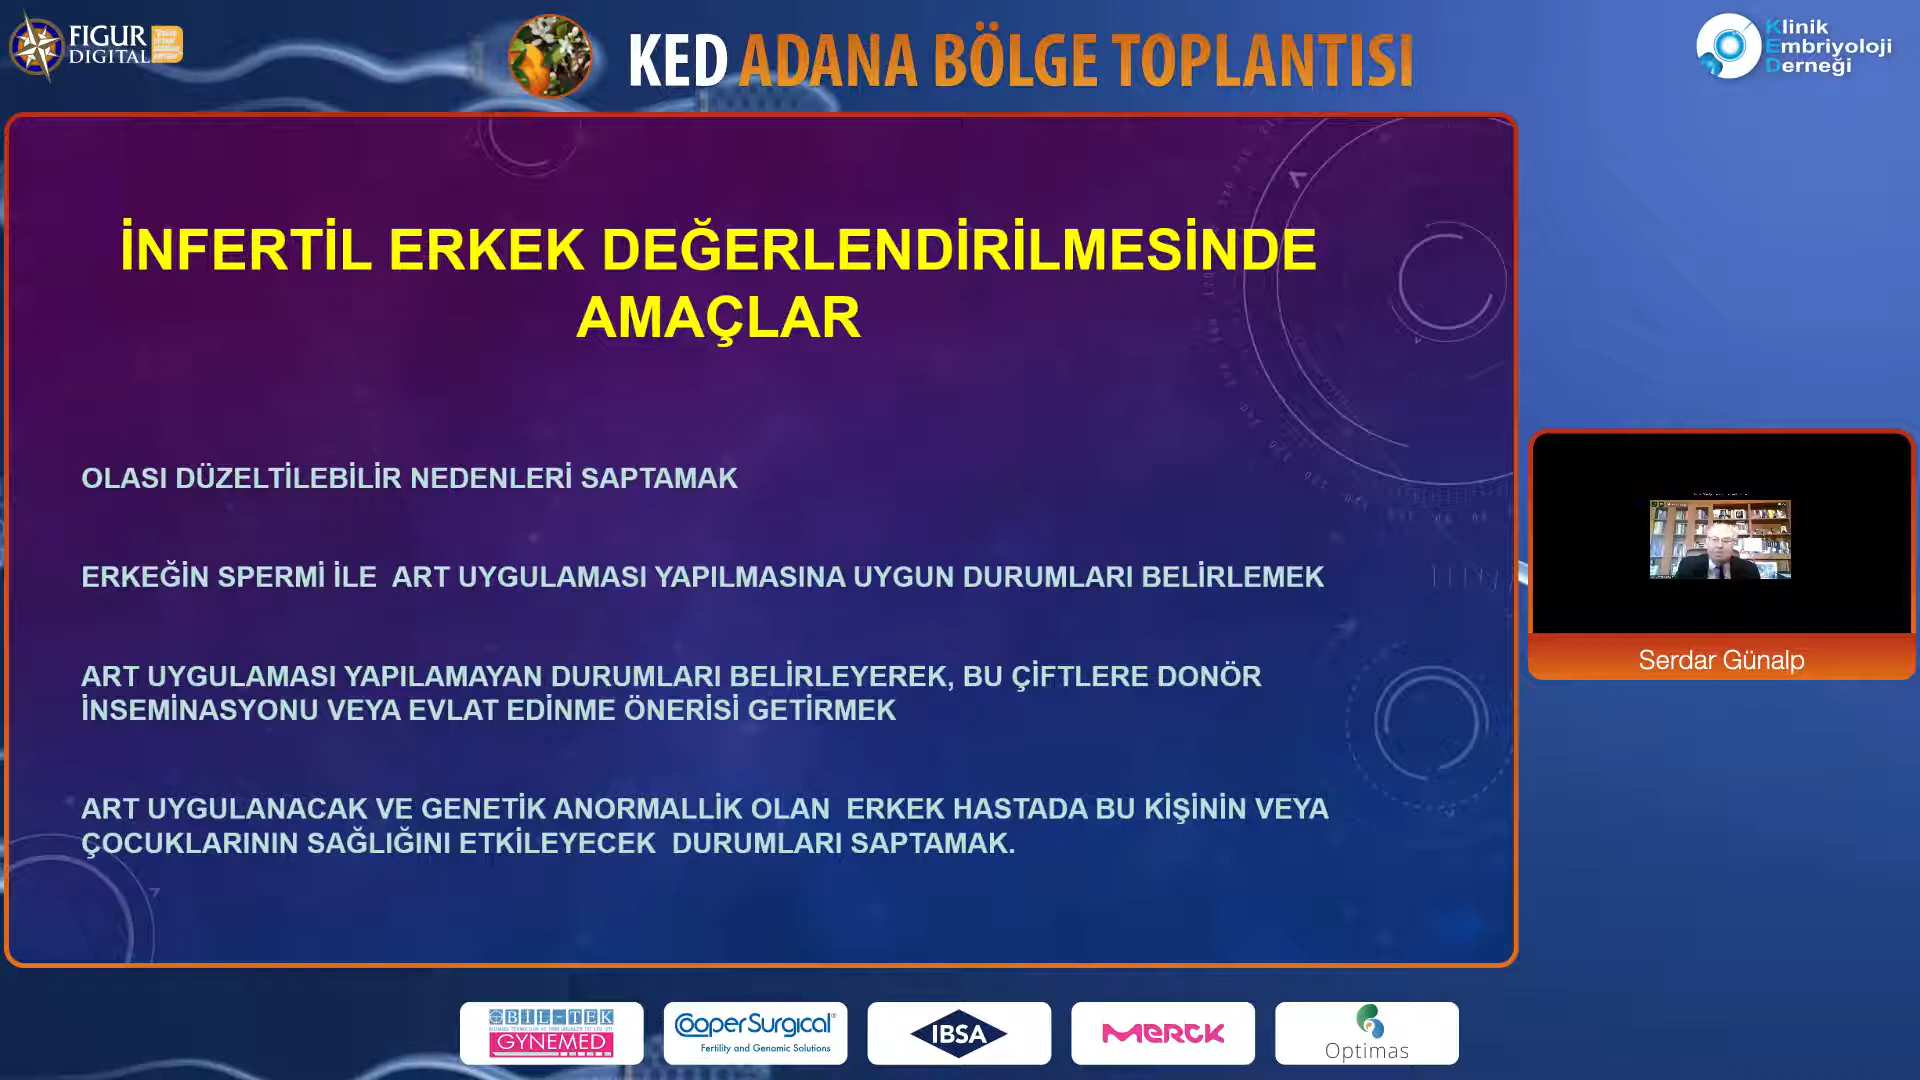 FIGUR
DIGITAL
KED ADANA BÖLGE TOPLANTISI
Klinik
Embriyoloji
Derneği
İNFERTİL ERKEK DEĞERLENDİRİLMESİNDE
AMAÇLAR
OLASI DÜZELTİLEBİLİR NEDENLERİ SAPTAMAK
ERKEĞİN SPERMİ İLE  ART UYGULAMASI YAPILMASINA UYGUN DURUMLARI BELİRLEMEK
ART UYGULAMASI YAPILAMAYAN DURUMLARI BELİRLEYEREK, BU ÇİFTLERE DONÖR
İNSEMİNASYONU VEYA EVLAT EDİNME ÖNERİSİ GETİRMEK
ART UYGULANACAK VE GENETİK ANORMALLİK OLAN  ERKEK HASTADA BU KİŞİNİN VEYA
ÇOCUKLARININ SAĞLIĞINI ETKİLEYECEK  DURUMLARI SAPTAMAK.
Serdar Günalp
BİL-TEK
GYNEMED
CooperSurgical
Fertility and Genomic Solutions
IBSA
MERCK
Optimas